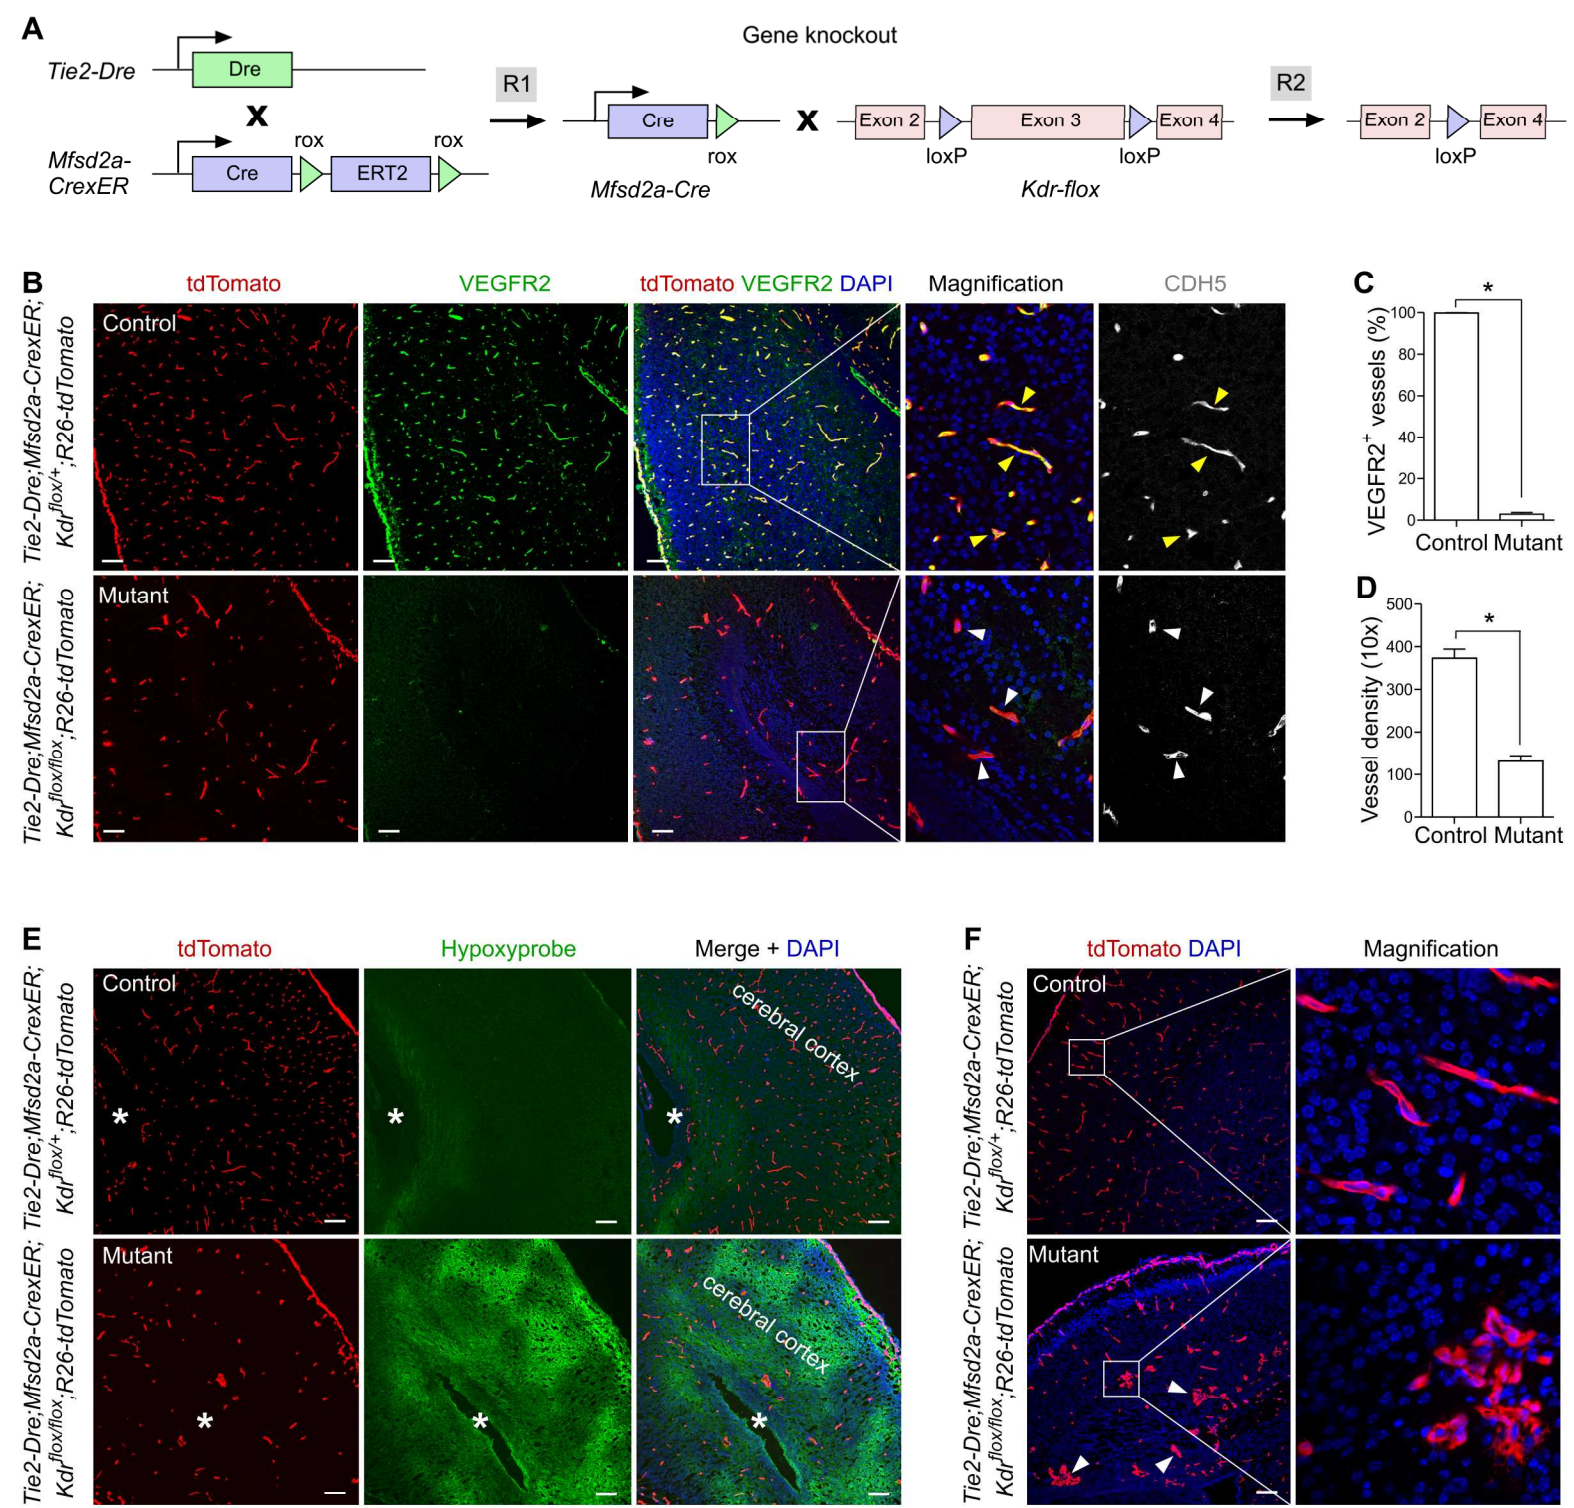 A
Gene knockout
Tie2-Dre
Dre
X
R1
R2
Mfsd2a-
CrexER
Cre
rox
ERT2
rox
Cre
rox
Mfsd2a-Cre
X
Exon 2
Exon 3
Exon 4
loxP
loxP
Kdr-flox
Exon 2
Exon 4
loxP
B
tdTomato
VEGFR2
tdTomato VEGFR2 DAPI
Magnification
CDH5
Tie2-Dre;Mfsd2a-CrexER;
Kdrflox/+;R26-tdTomato
Control
Tie2-Dre;Mfsd2a-CrexER;
Kdrflox/flox;R26-tdTomato
Mutant
C
*
VEGFR2+ vessels (%)
100
80
60
40
20
0
Control Mutant
D
*
Vessel density (10x)
500
400
300
200
100
0
Control Mutant
E
tdTomato
Hypoxyprobe
Merge + DAPI
Tie2-Dre;Mfsd2a-CrexER;
Kdrflox/+;R26-tdTomato
Control
*
*
*
cerebral cortex
Tie2-Dre;Mfsd2a-CrexER;
Kdrflox/flox;R26-tdTomato
Mutant
*
*
*
cerebral cortex
F
tdTomato DAPI
Magnification
Tie2-Dre;Mfsd2a-CrexER;
Kdrflox/+;R26-tdTomato
Control
Tie2-Dre;Mfsd2a-CrexER;
Kdrflox/flox;R26-tdTomato
Mutant